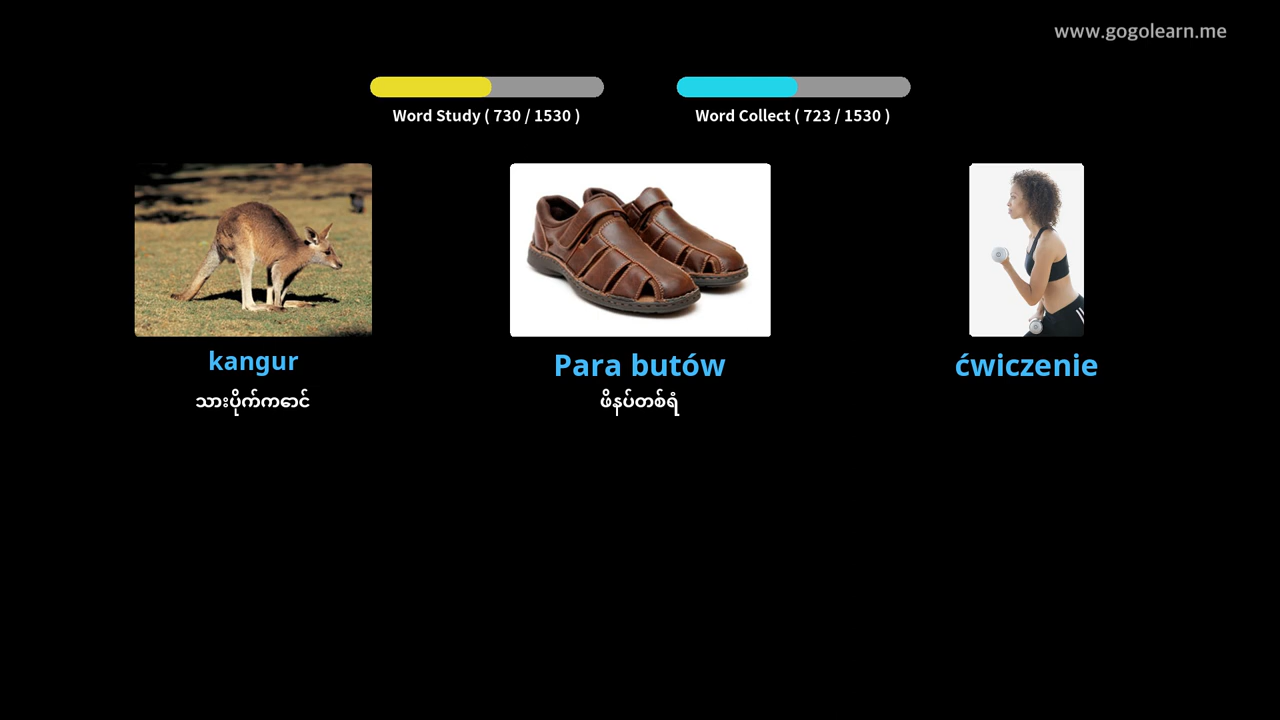 www.gogolearn.me
Word Study ( 730 / 1530 )
Word Collect ( 723 / 1530 )
kangur
Para butów
ćwiczenie
သားပိုက်ကောင်
ဖိနပ်တစ်ရံ